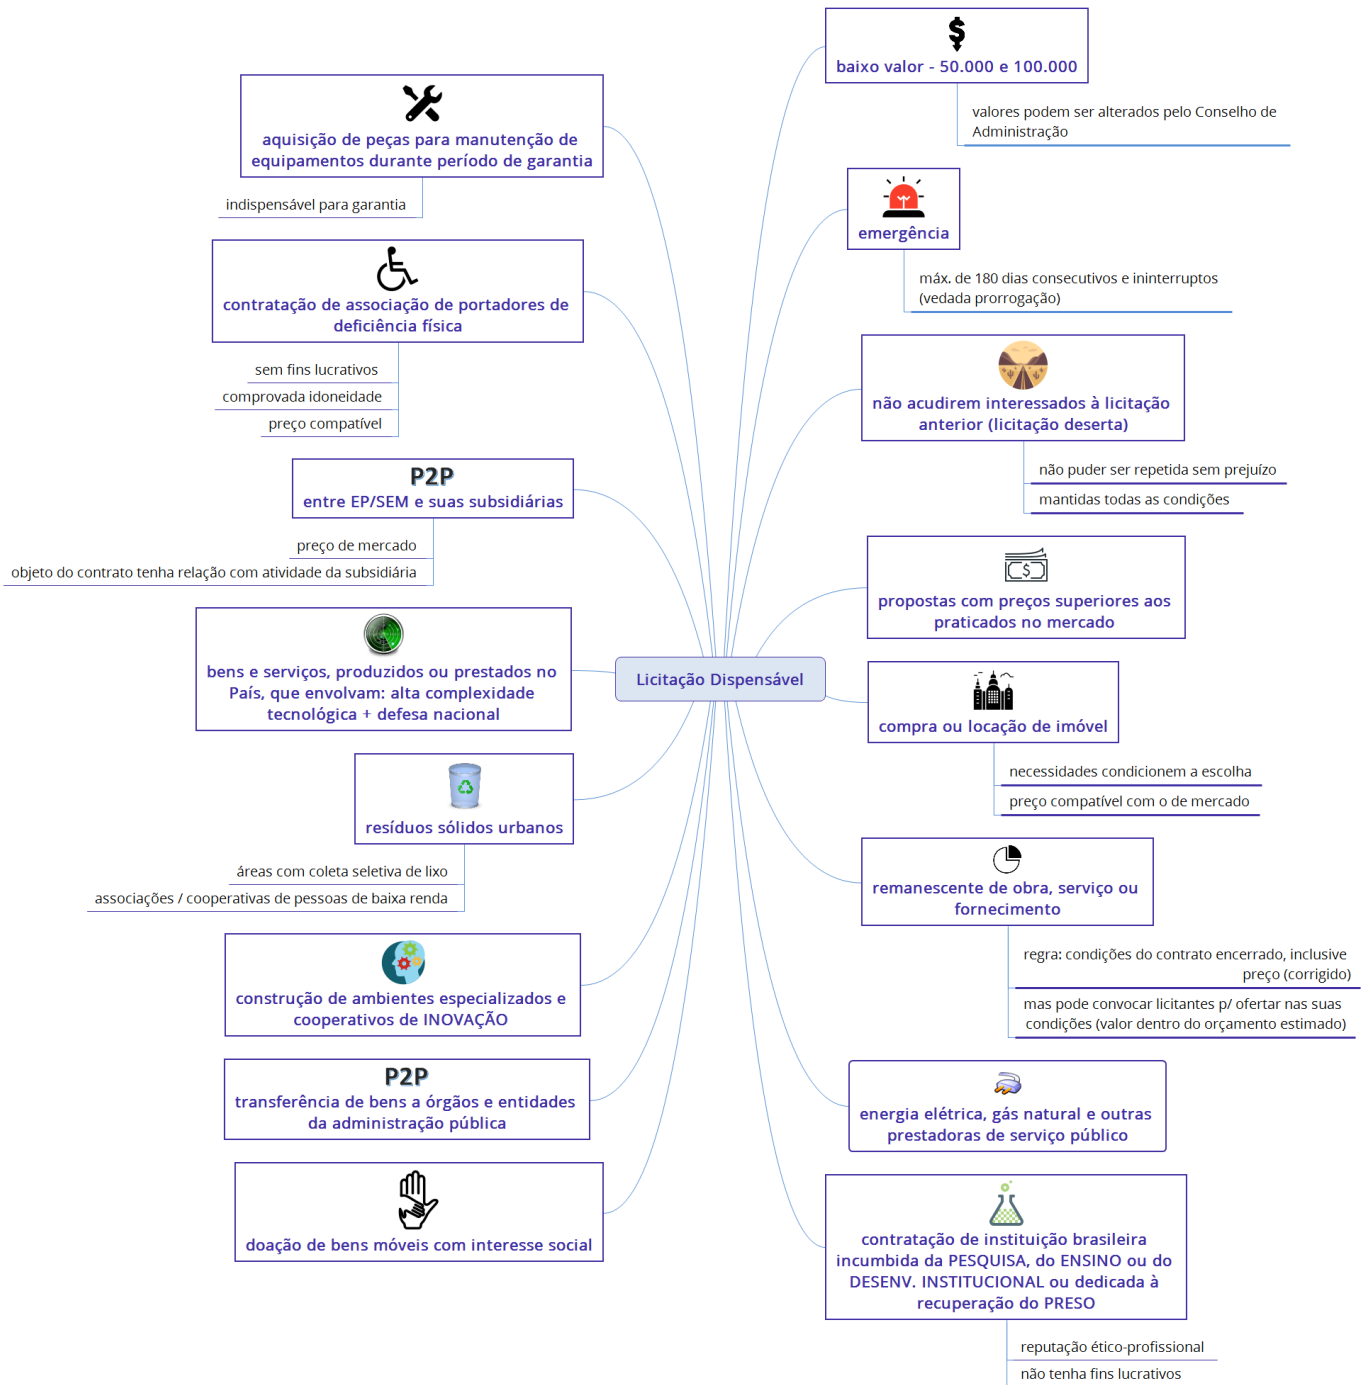 Licitação Dispensável
baixo valor - 50.000 e 100.000
valores podem ser alterados pelo Conselho de
Administração
emergência
máx. de 180 dias consecutivos e ininterruptos
(vedada prorrogação)
não acudirem interessados à licitação
anterior (licitação deserta)
não puder ser repetida sem prejuízo
mantidas todas as condições
propostas com preços superiores aos
praticados no mercado
compra ou locação de imóvel
necessidades condicionem a escolha
preço compatível com o de mercado
remanescente de obra, serviço ou
fornecimento
regra: condições do contrato encerrado, inclusive
preço (corrigido)
mas pode convocar licitantes p/ ofertar nas suas
condições (valor dentro do orçamento estimado)
energia elétrica, gás natural e outras
prestadoras de serviço público
contratação de instituição brasileira
incumbida da PESQUISA, do ENSINO ou do
DESENV. INSTITUCIONAL ou dedicada à
recuperação do PRESO
reputação ético-profissional
não tenha fins lucrativos
aquisição de peças para manutenção de
equipamentos durante período de garantia
indispensável para garantia
contratação de associação de portadores de
deficiência física
sem fins lucrativos
comprovada idoneidade
preço compatível
P2P
entre EP/SEM e suas subsidiárias
preço de mercado
objeto do contrato tenha relação com atividade da subsidiária
bens e serviços, produzidos ou prestados no
País, que envolvam: alta complexidade
tecnológica + defesa nacional
resíduos sólidos urbanos
áreas com coleta seletiva de lixo
associações / cooperativas de pessoas de baixa renda
construção de ambientes especializados e
cooperativos de INOVAÇÃO
P2P
transferência de bens a órgãos e entidades
da administração pública
doação de bens móveis com interesse social